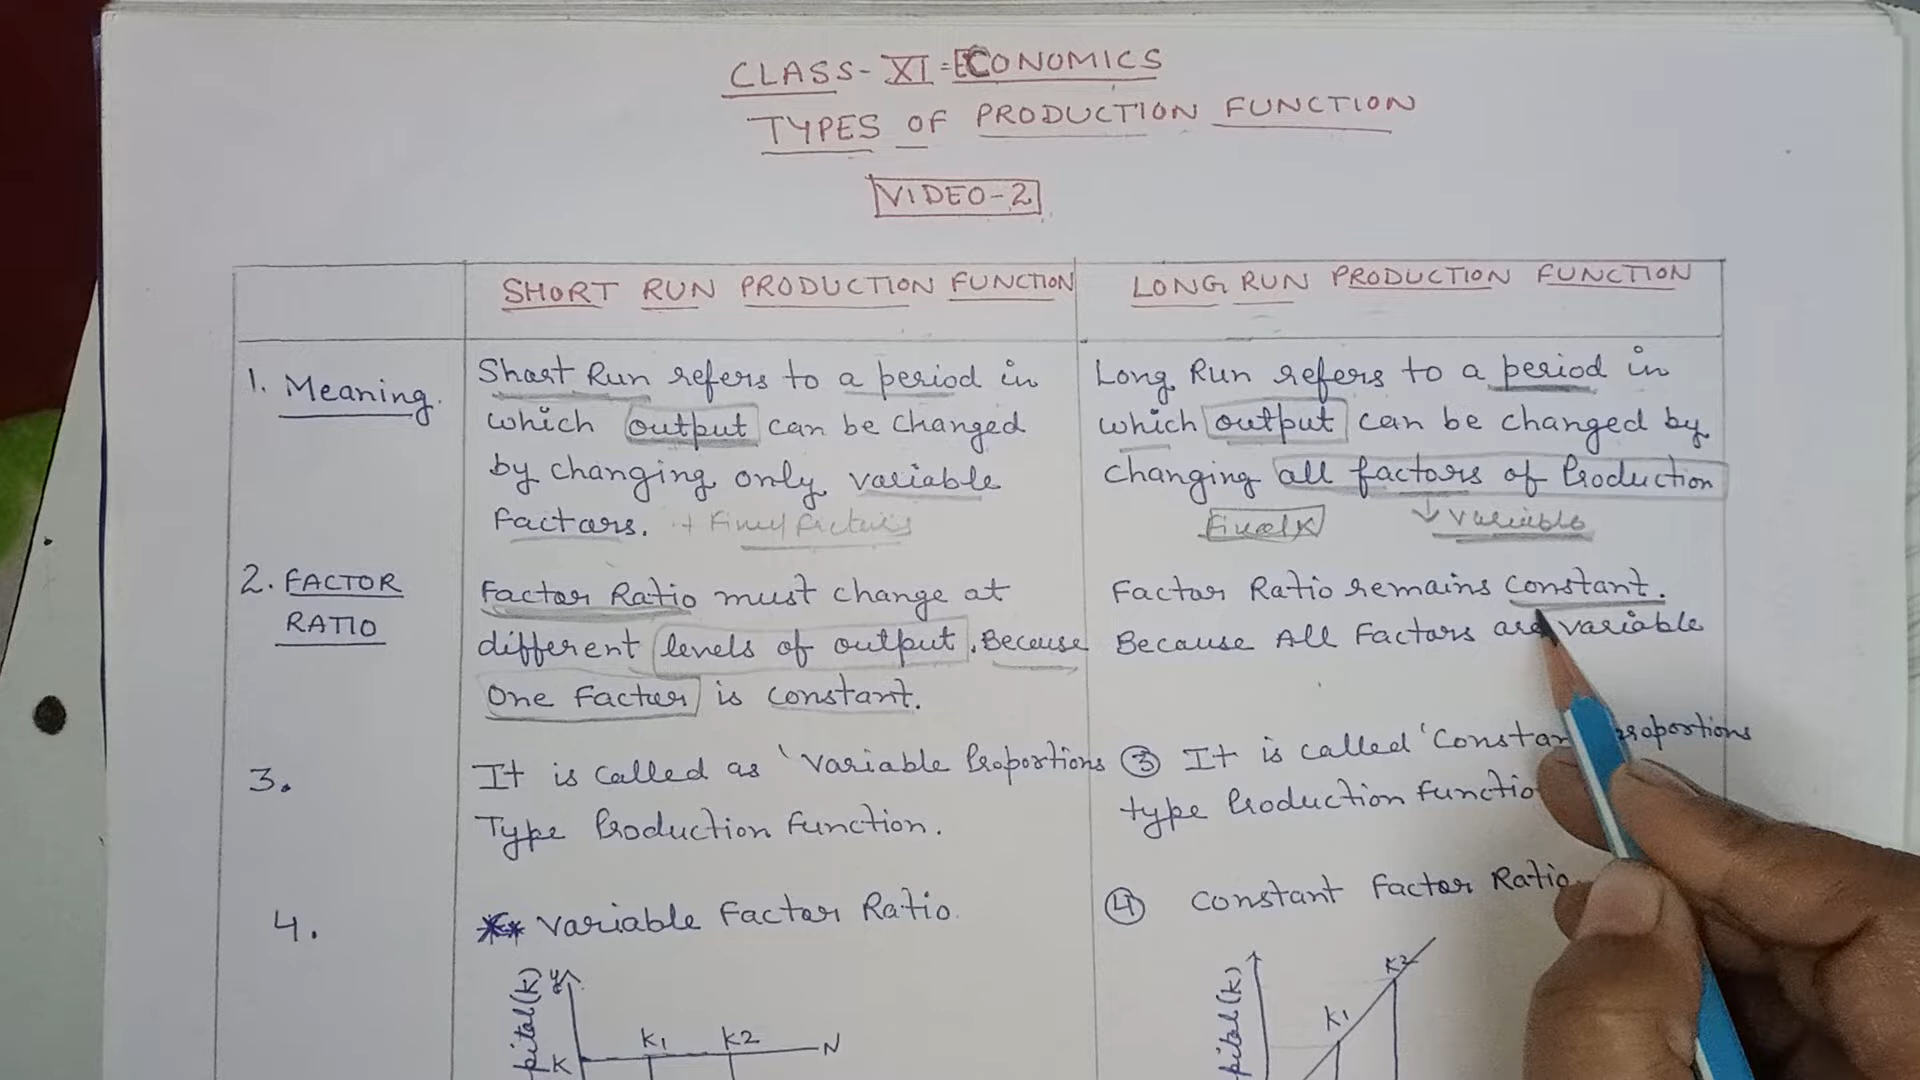 CLASS-XI=ECONOMICS
TYPES OF PRODUCTION FUNCTION
VIDEO-2
SHORT RUN PRODUCTION FUNCTION
LONG RUN PRODUCTION FUNCTION
1. Meaning.
Short Run refers to a period in
which output can be changed
by changing only variable
factors. +
factors
Long Run refers to a period in
which output can be changed by
changing all factors of Production
↓ variable
2. FACTOR
RATIO
Factor Ratio must change at
different levels of output. Because
One Factor is constant.
Factor Ratio remains constant.
Because All Factors are variable
3.
It is called as 'Variable Proportions
Type Production Function.
③ It is called 'Constant proportions
type Production function
4.
** Variable Factor Ratio.
④ Constant Factor Ratio
pital(K)
y
K
K1
K2
N
pital(K)
K1
K2